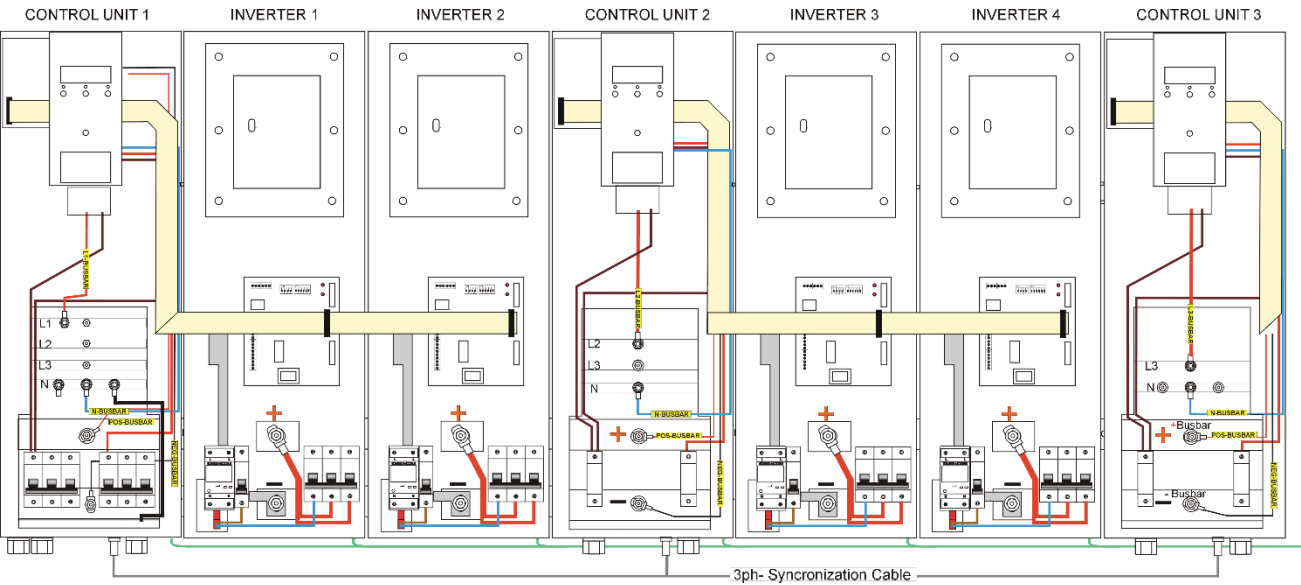 CONTROL UNIT 1
INVERTER 1
INVERTER 2
CONTROL UNIT 2
INVERTER 3
INVERTER 4
CONTROL UNIT 3
L1-BUSBAR
L1
L2
L3
N
N-BUSBAR
POS-BUSBAR
NEG-BUSBAR
+
+
L2-BUSBAR
L2
L3
N
N-BUSBAR
+
POS-BUSBAR
NEG-BUSBAR
+
+
L3
N
N-BUSBAR
+
+Busbar
POS-BUSBAR
- Busbar
NEG-BUSBAR
3ph- Syncronization Cable